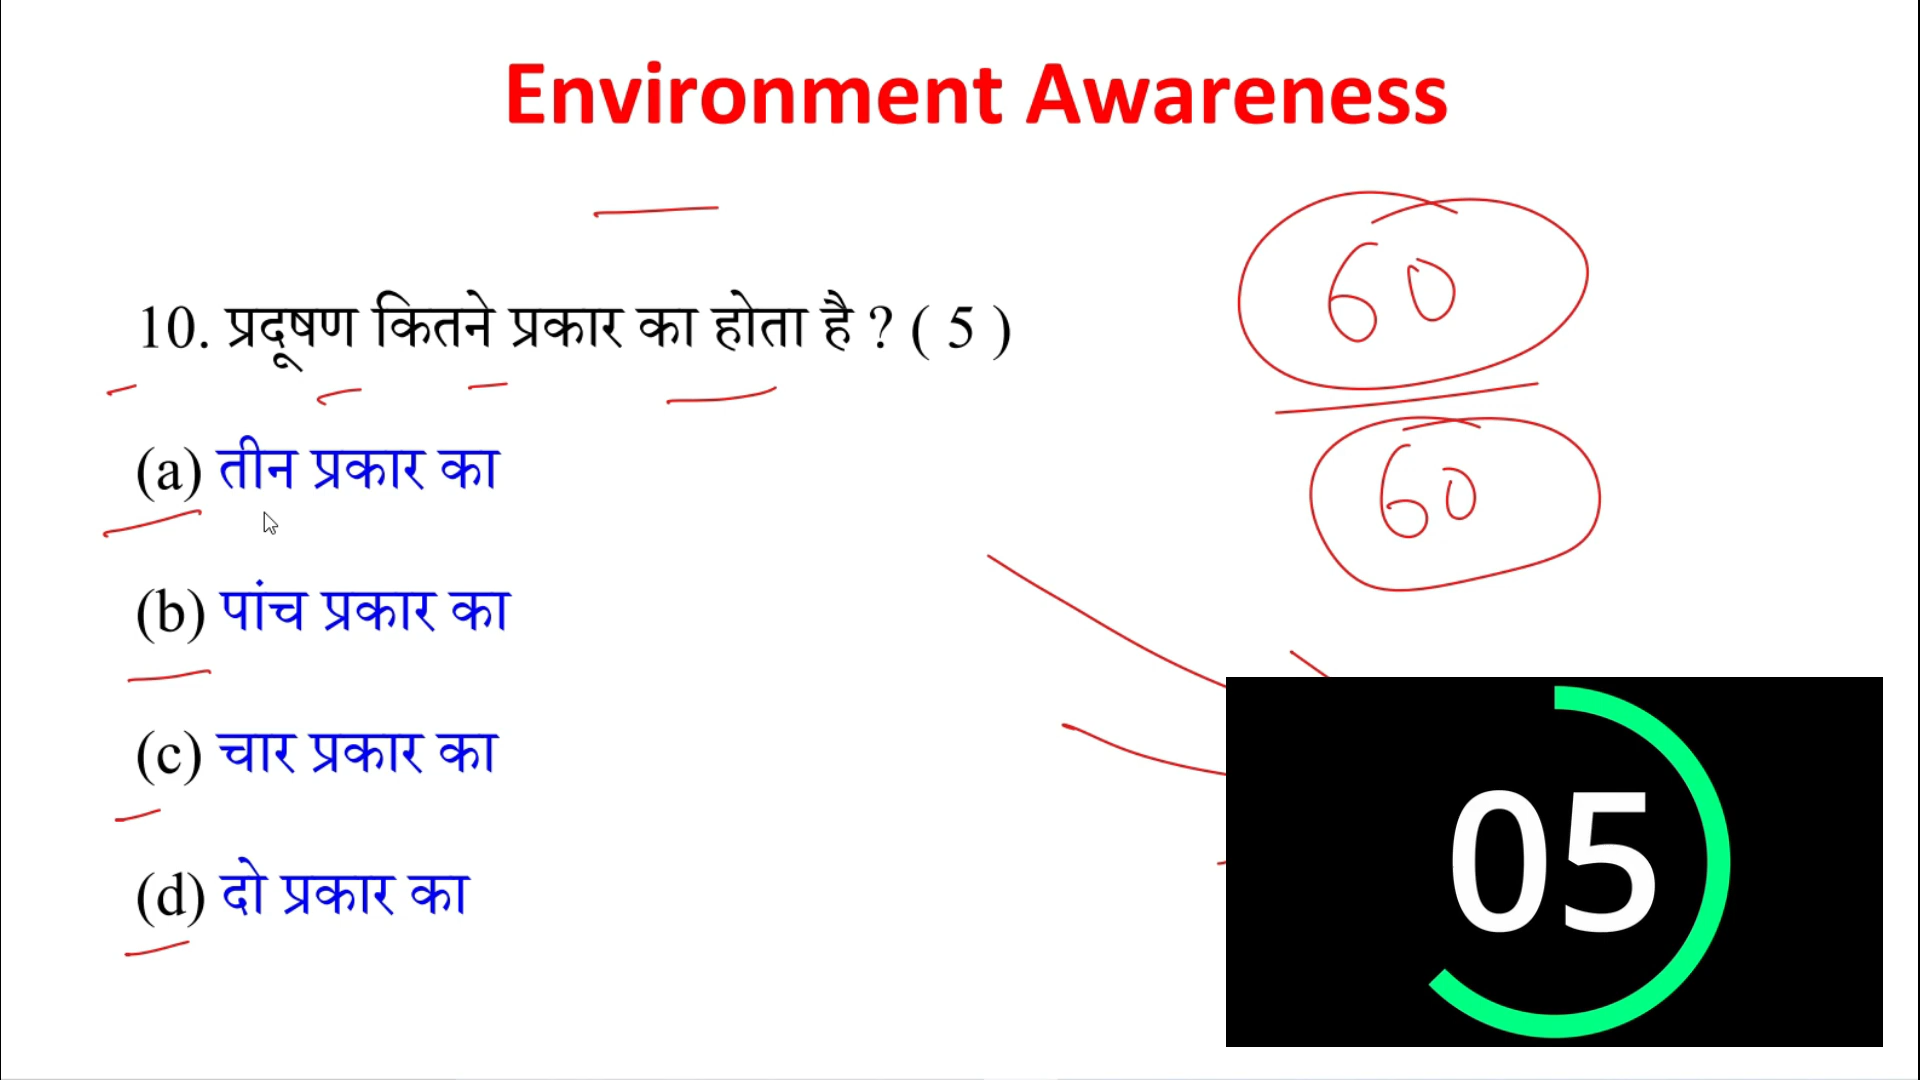 Environment Awareness
10. प्रदूषण कितने प्रकार का होता है ? ( 5 )
60
(a) तीन प्रकार का
60
(b) पांच प्रकार का
(c) चार प्रकार का
05
(d) दो प्रकार का